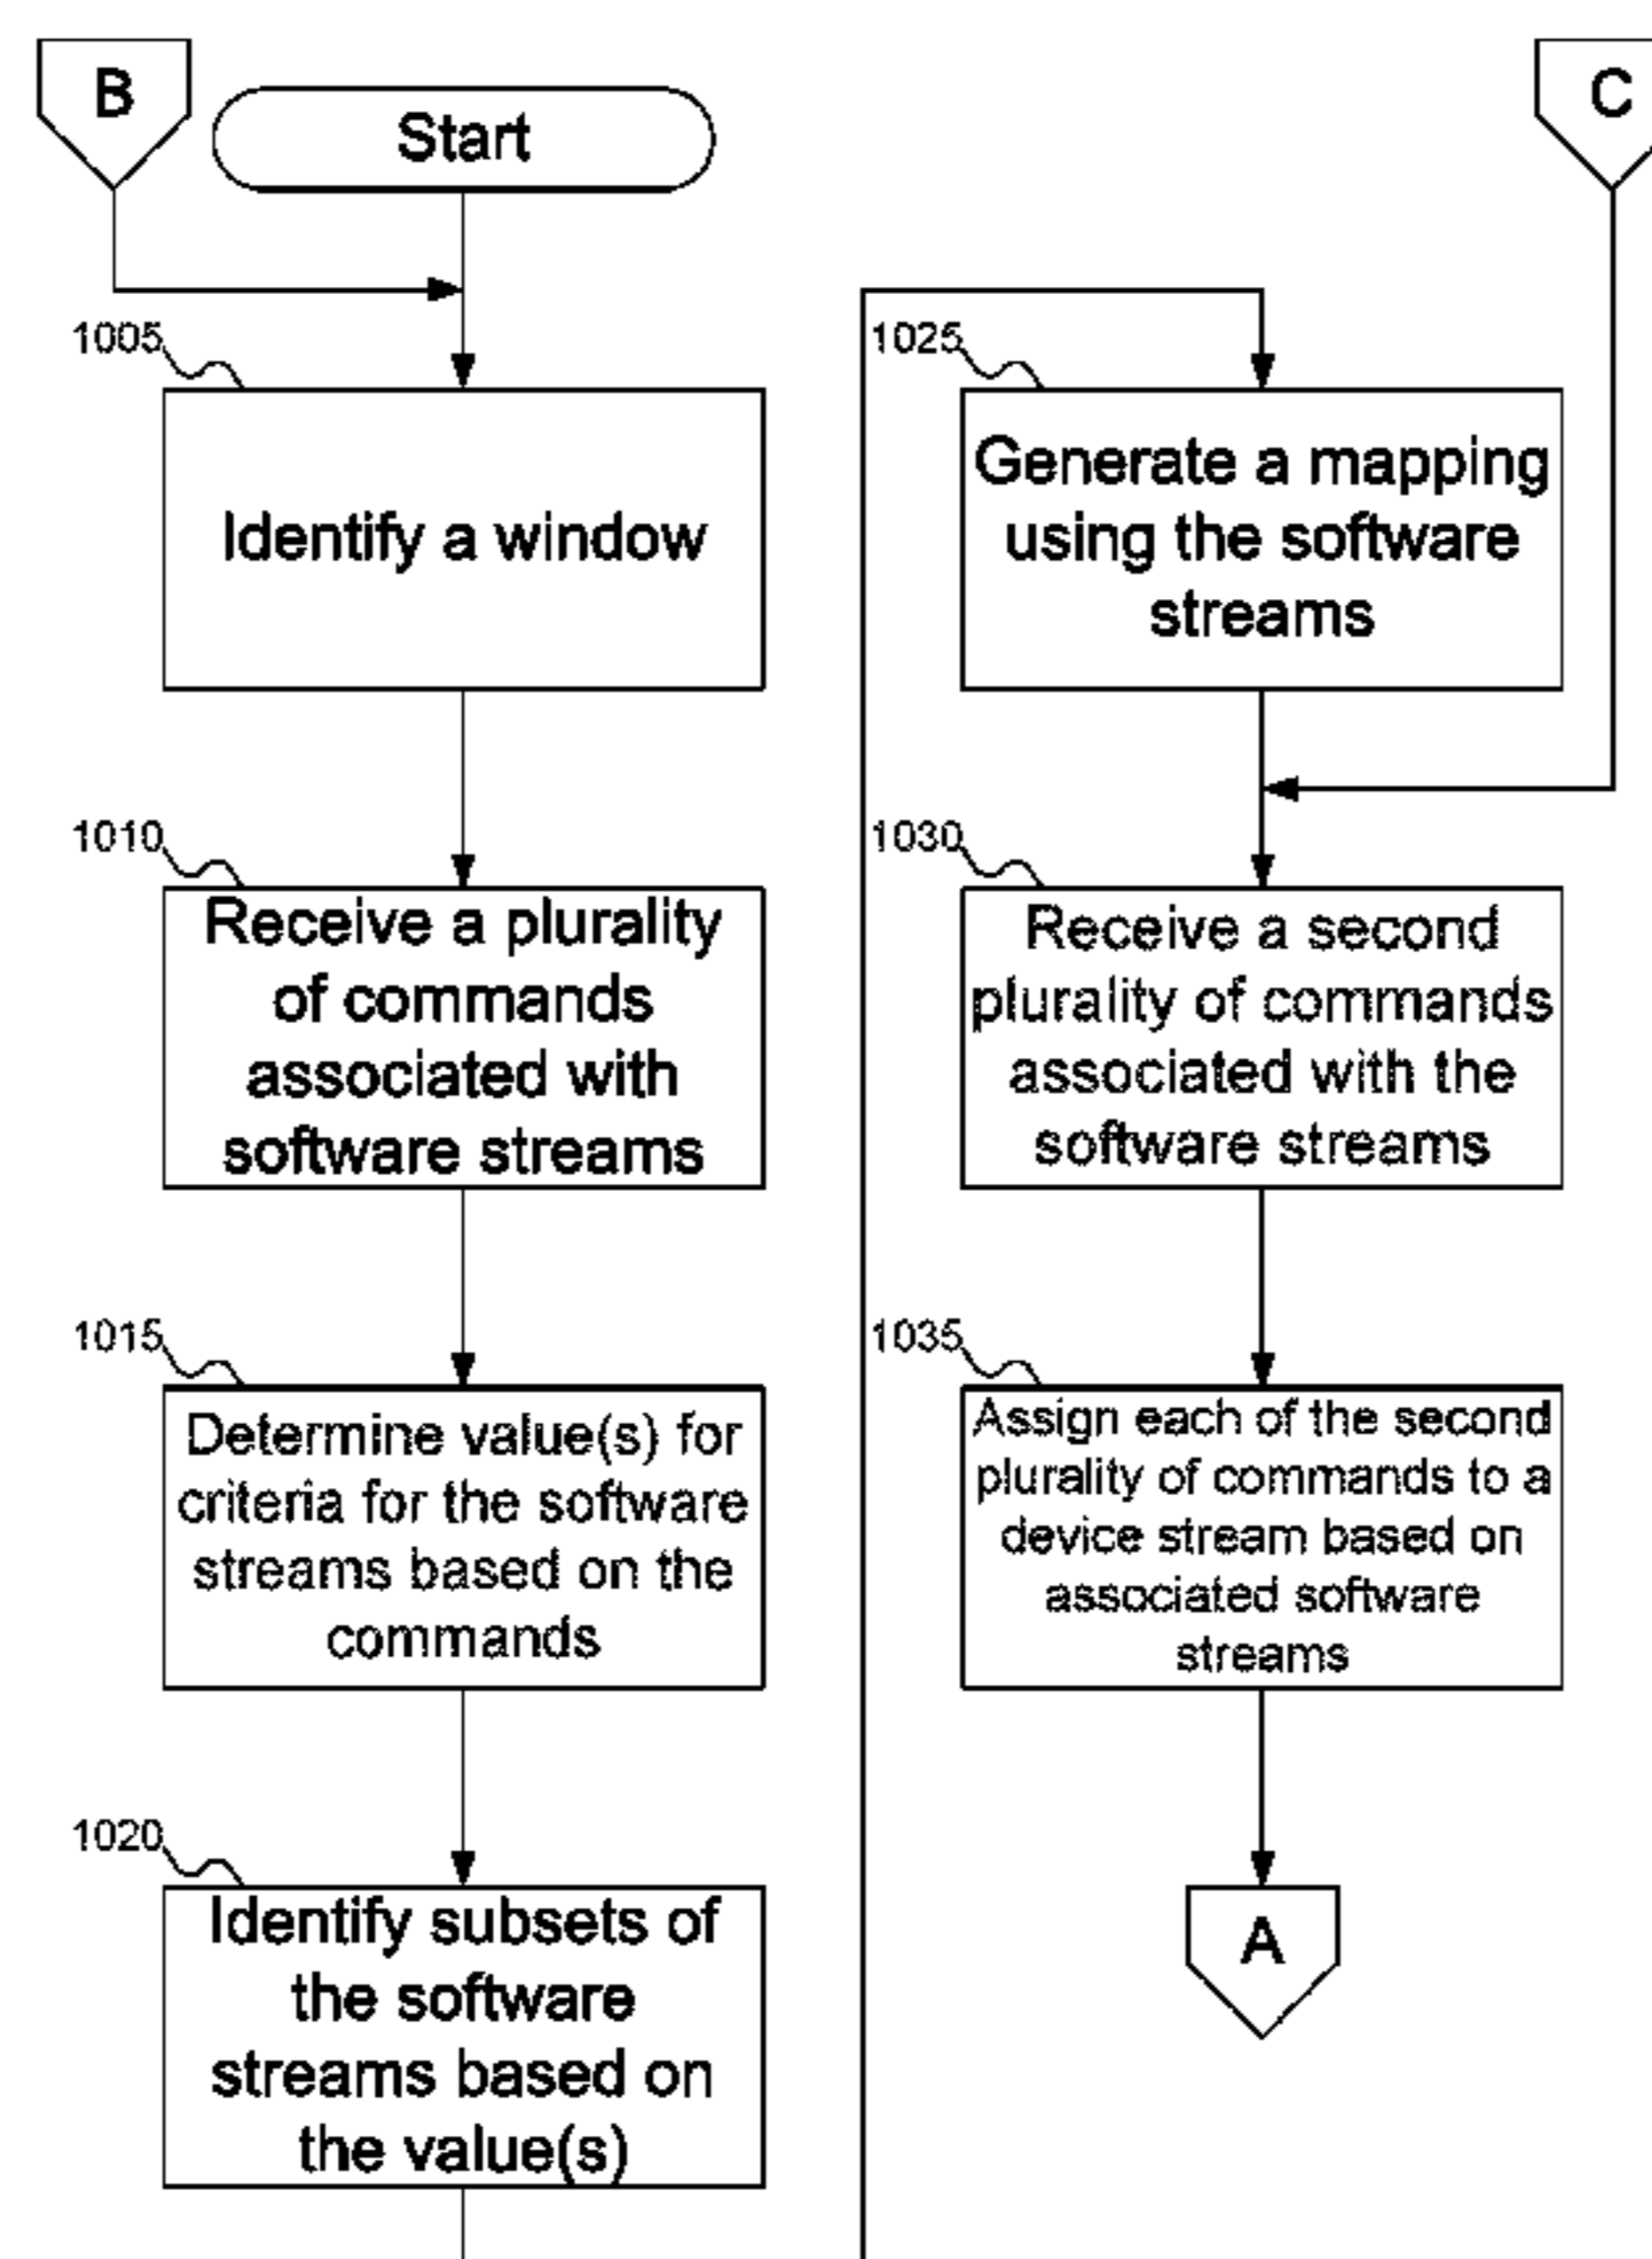 B
Start
1005
Identify a window
1010
Receive a plurality
of commands
associated with
software streams
1015
Determine value(s) for
criteria for the software
streams based on the
commands
1020
Identify subsets of
the software
streams based on
the value(s)
C
1025
Generate a mapping
using the software
streams
1030
Receive a second
plurality of commands
associated with the
software streams
1035
Assign each of the second
plurality of commands to a
device stream based on
associated software
streams
A